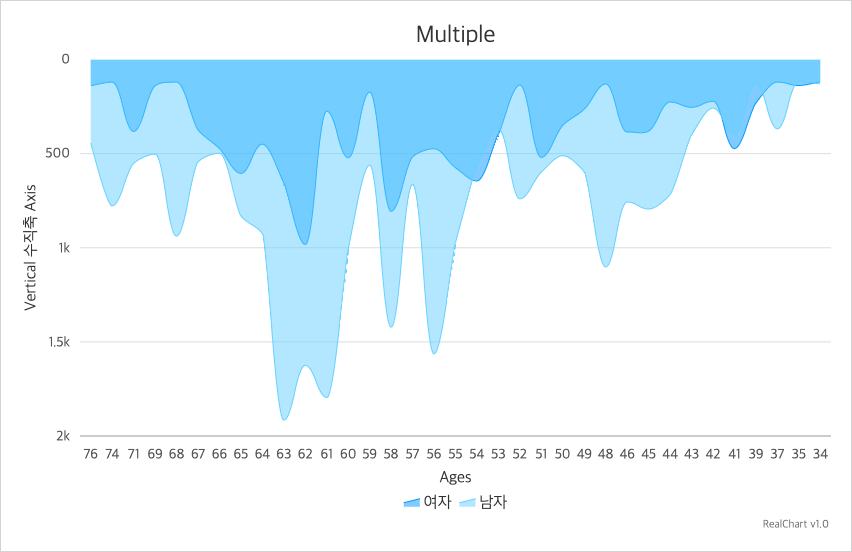 Multiple
0
500
1k
1.5k
2k
Vertical 수직축 Axis
76 74 71 69 68 67 66 65 64 63 62 61 60 59 58 57 56 55 54 53 52 51 50 49 48 46 45 44 43 42 41 39 37 35 34
Ages
여자 남자
RealChart v1.0